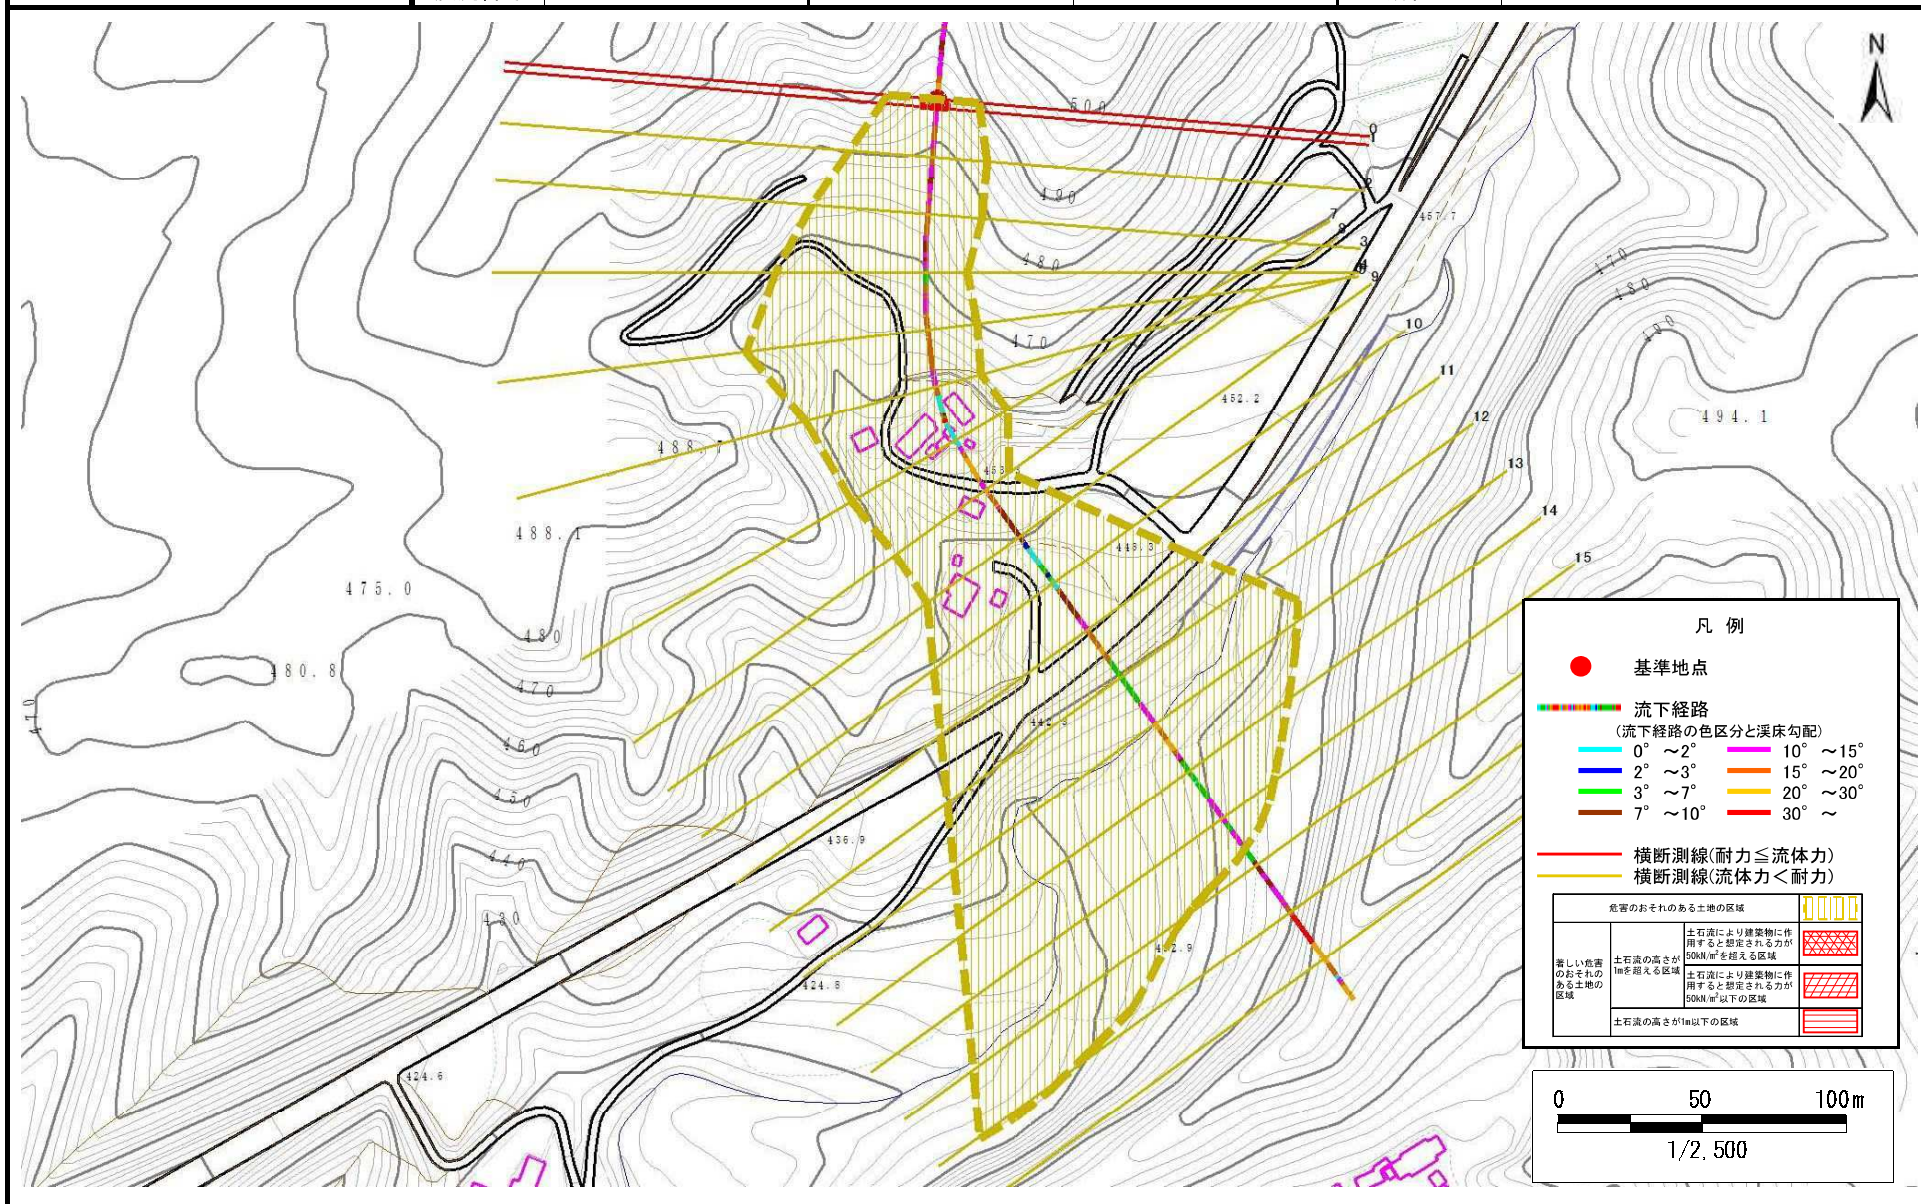 N
500
0
1
2
490
7
457.7
8
3
480
4
9
470
480
490
10
470
11
452.2
12
494.1
488.7
13
453.
14
488.1
443.3
15
475.0
480
480.8
470
470
442.3
460
450
436.9
440
430
432.9
424.8
424.6
凡 例
基準地点
流下経路
(流下経路の色区分と渓床勾配)
0° ～2° 10° ～15°
2° ～3° 15° ～20°
3° ～7° 20° ～30°
7° ～10° 30° ～
横断測線(耐力≦流体力)
横断測線(流体力＜耐力)
危害のおそれのある土地の区域
著しい危害
のおそれの
ある土地の
区域
土石流の高さが
1mを超える区域
土石流により建築物に作
用すると想定される力が
50kN/m²を超える区域
土石流により建築物に作
用すると想定される力が
50kN/m²以下の区域
土石流の高さが1m以下の区域
0 50 100m
1/2,500